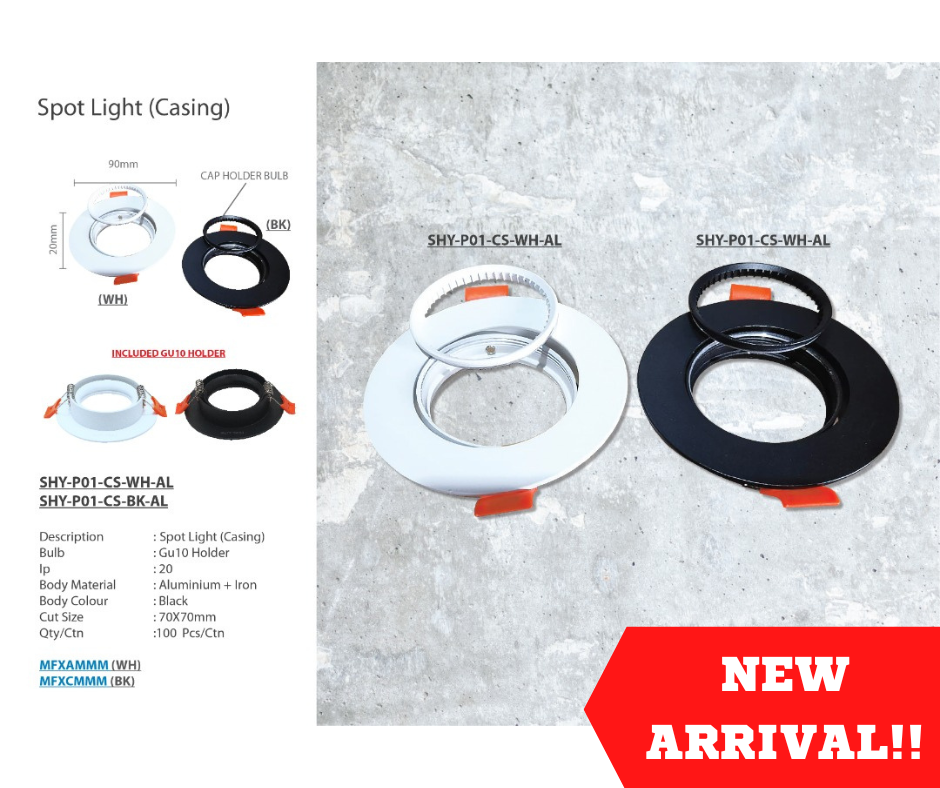 Spot Light (Casing)
90mm
CAP HOLDER BULB
(BK)
20mm
(WH)
INCLUDED GU10 HOLDER
SHY-P01-CS-WH-AL
SHY-P01-CS-BK-AL
Description : Spot Light (Casing)
Bulb : Gu10 Holder
Ip : 20
Body Material : Aluminium + Iron
Body Colour : Black
Cut Size : 70X70mm
Qty/Ctn :100 Pcs/Ctn
MFXAMMM (WH)
MFXCMMM (BK)
SHY-P01-CS-WH-AL
SHY-P01-CS-WH-AL
NEW
ARRIVAL!!